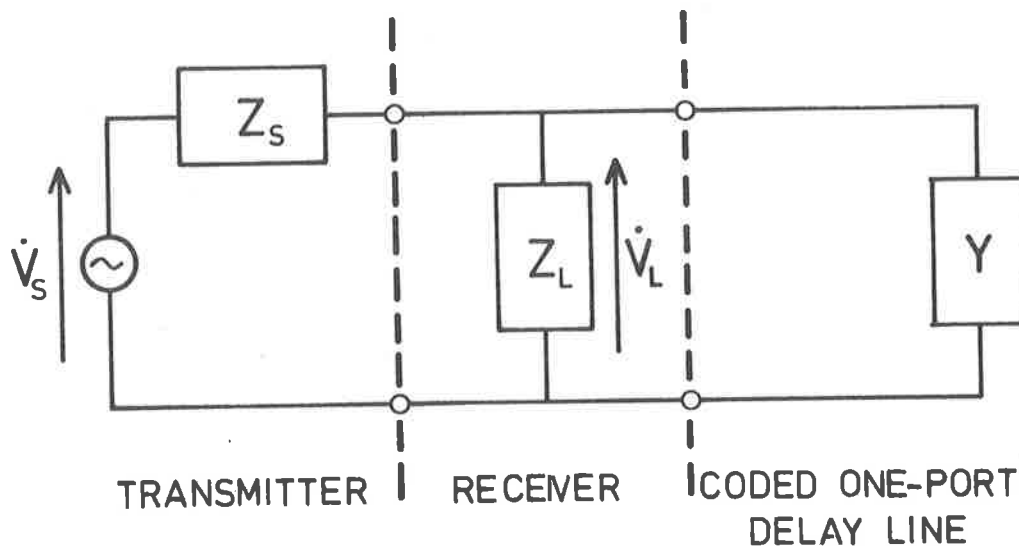 Z_S
V̇_S
Z_L
V̇_L
Y
TRANSMITTER
RECEIVER
CODED ONE-PORT
DELAY LINE